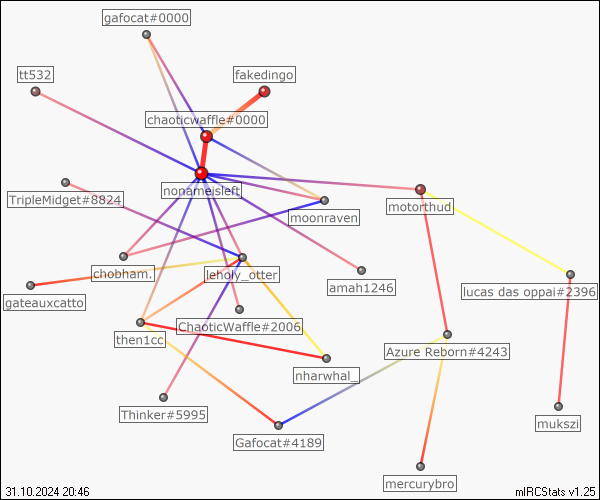 gafocat#0000
tt532
fakedingo
chaoticwaffle#0000
nonameisleft
TripleMidget#8824
motorthud
moonraven
chobham.
leholy_otter
amah1246
lucas das oppai#2396
gateauxcatto
ChaoticWaffle#2006
then1cc
Azure Reborn#4243
nharwhal_
Thinker#5995
mukszi
Gafocat#4189
mercurybro
31.10.2024 20:46
mIRCStats v1.25